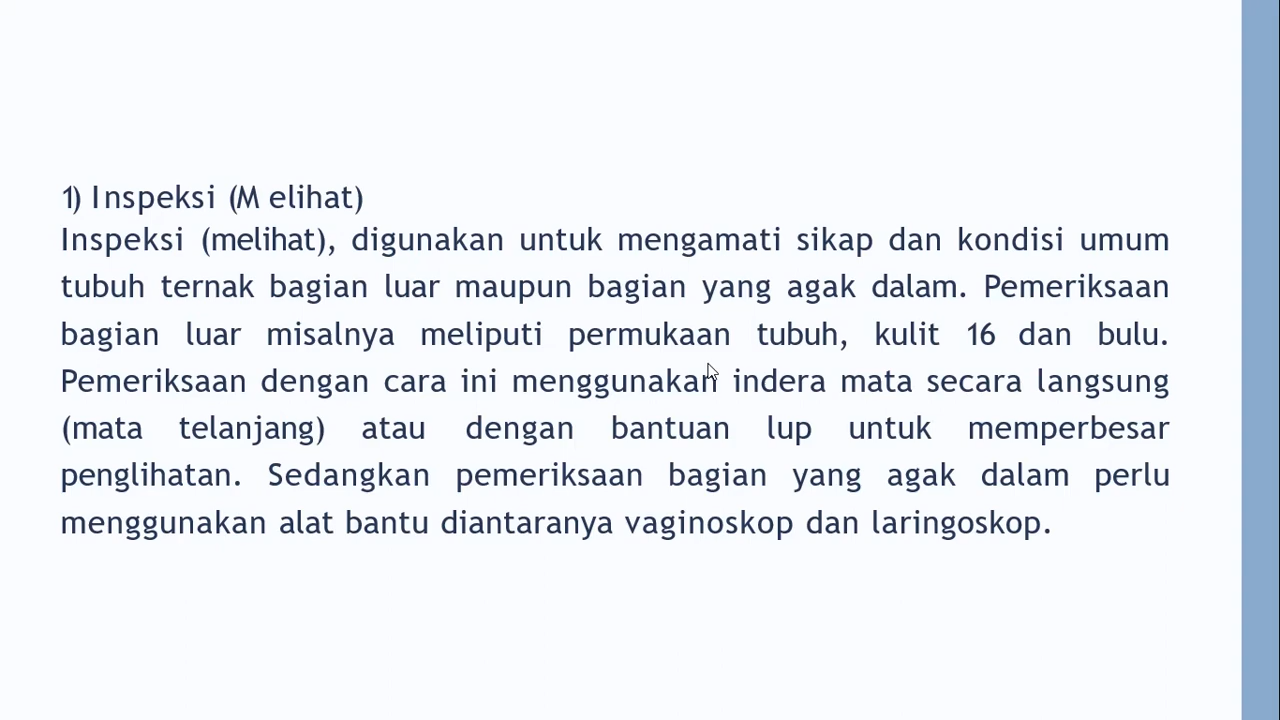 1) Inspeksi (M elihat)
Inspeksi (melihat), digunakan untuk mengamati sikap dan kondisi umum
tubuh ternak bagian luar maupun bagian yang agak dalam. Pemeriksaan
bagian luar misalnya meliputi permukaan tubuh, kulit 16 dan bulu.
Pemeriksaan dengan cara ini menggunakan indera mata secara langsung
(mata telanjang) atau dengan bantuan lup untuk memperbesar
penglihatan. Sedangkan pemeriksaan bagian yang agak dalam perlu
menggunakan alat bantu diantaranya vaginoskop dan laringoskop.